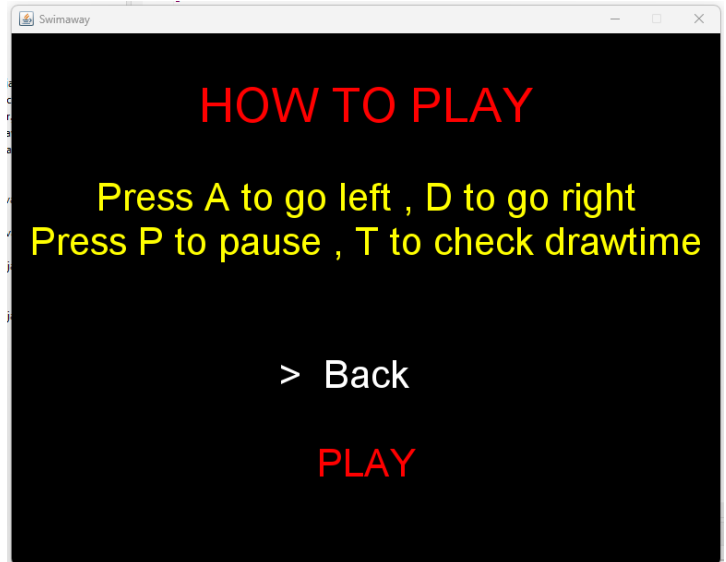 Swimaway
HOW TO PLAY
Press A to go left , D to go right
Press P to pause , T to check drawtime
> Back
PLAY